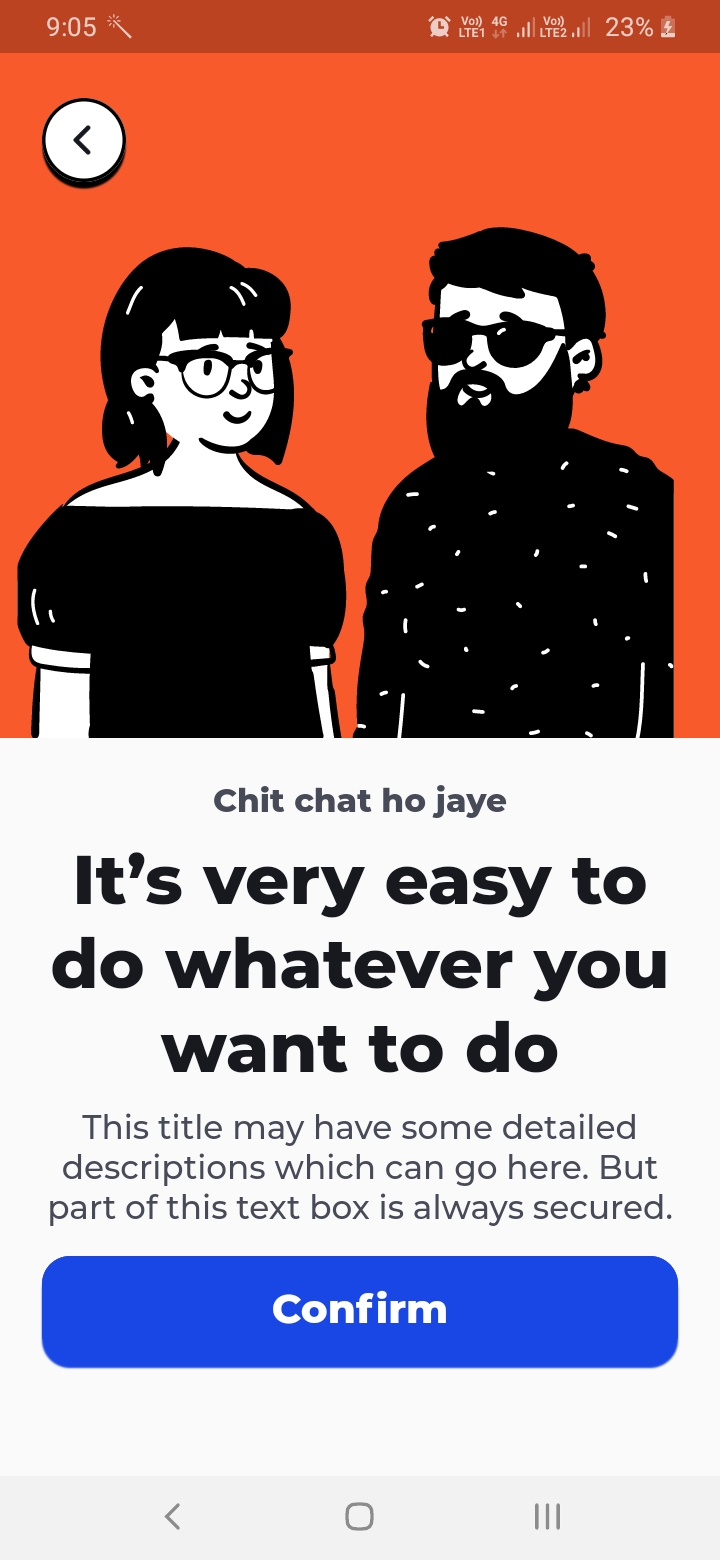 9:05 Vo)) LTE1 4G Vo)) LTE2 23%
Chit chat ho jaye
It’s very easy to
do whatever you
want to do
This title may have some detailed
descriptions which can go here. But
part of this text box is always secured.
Confirm